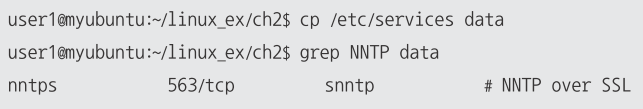 user1@myubuntu:~/linux_ex/ch2$ cp /etc/services data
user1@myubuntu:~/linux_ex/ch2$ grep NNTP data
nntps 563/tcp snntp # NNTP over SSL